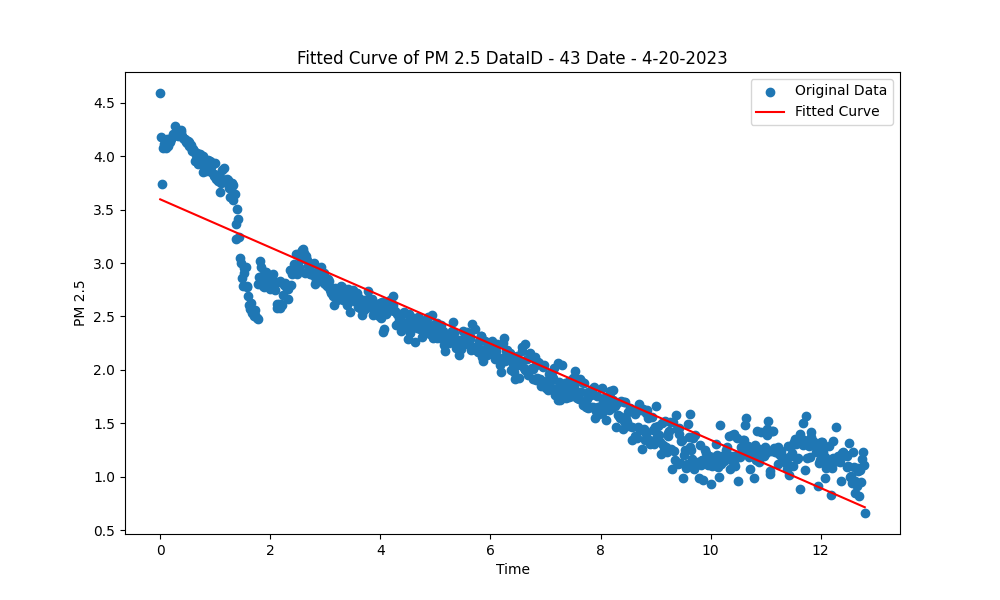 Fitted Curve of PM 2.5 DataID - 43 Date - 4-20-2023
Original Data
Fitted Curve
4.5
4.0
3.5
3.0
2.5
2.0
1.5
1.0
0.5
PM 2.5
0 2 4 6 8 10 12
Time